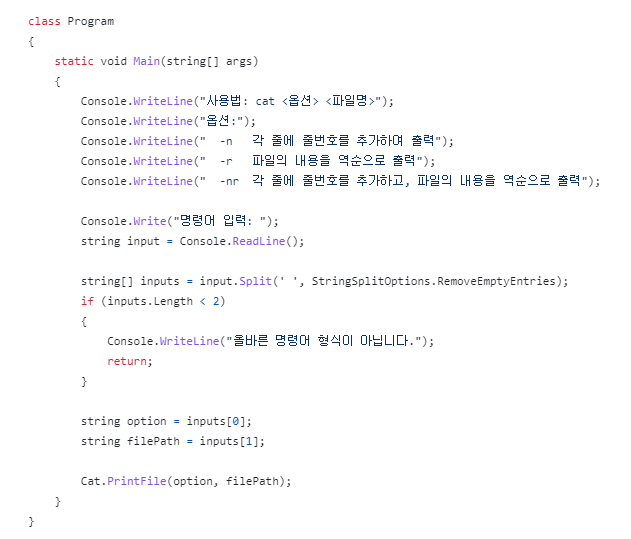 class Program
{
    static void Main(string[] args)
    {
        Console.WriteLine("사용법: cat <옵션> <파일명>");
        Console.WriteLine("옵션:");
        Console.WriteLine("  -n   각 줄에 줄번호를 추가하여 출력");
        Console.WriteLine("  -r   파일의 내용을 역순으로 출력");
        Console.WriteLine("  -nr  각 줄에 줄번호를 추가하고, 파일의 내용을 역순으로 출력");

        Console.Write("명령어 입력: ");
        string input = Console.ReadLine();

        string[] inputs = input.Split(' ', StringSplitOptions.RemoveEmptyEntries);
        if (inputs.Length < 2)
        {
            Console.WriteLine("올바른 명령어 형식이 아닙니다.");
            return;
        }

        string option = inputs[0];
        string filePath = inputs[1];

        Cat.PrintFile(option, filePath);
    }
}